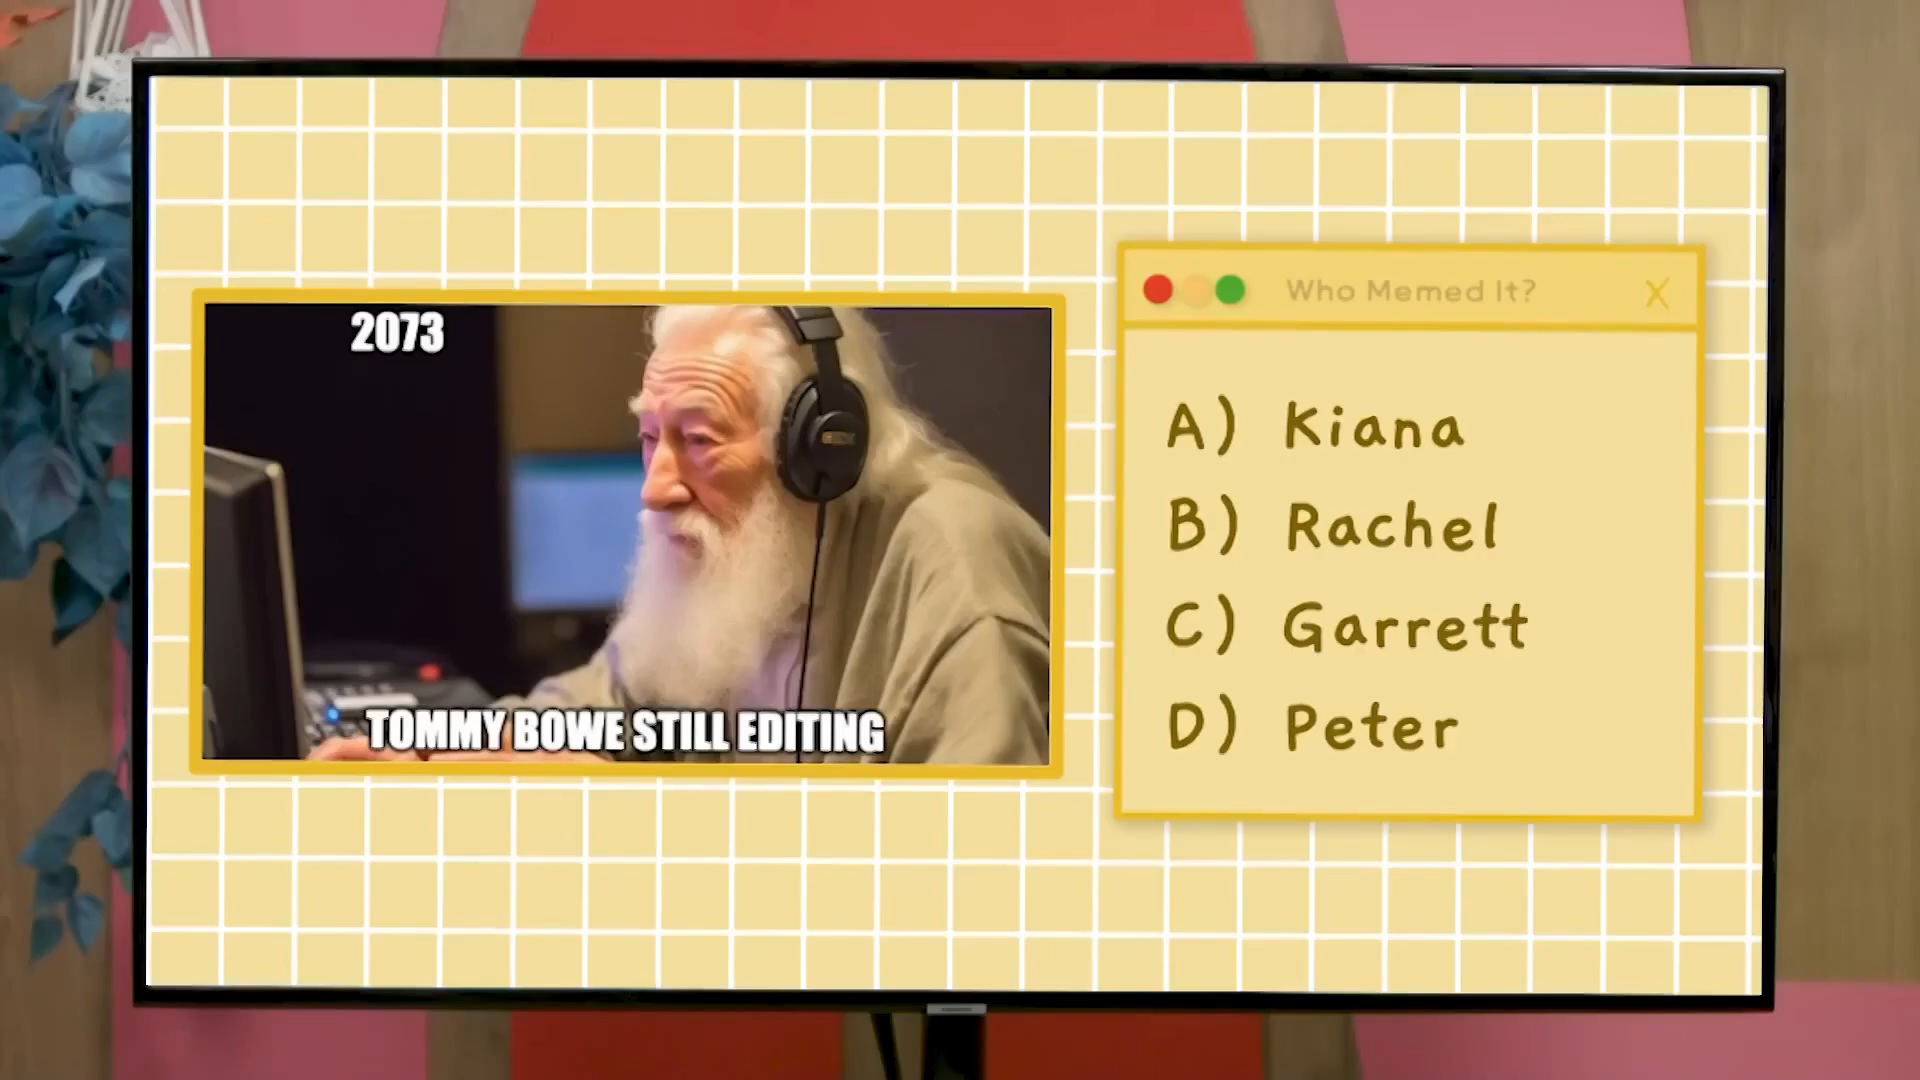 2073
TOMMY BOWE STILL EDITING
Who Memed It?
X
A) Kiana
B) Rachel
C) Garrett
D) Peter